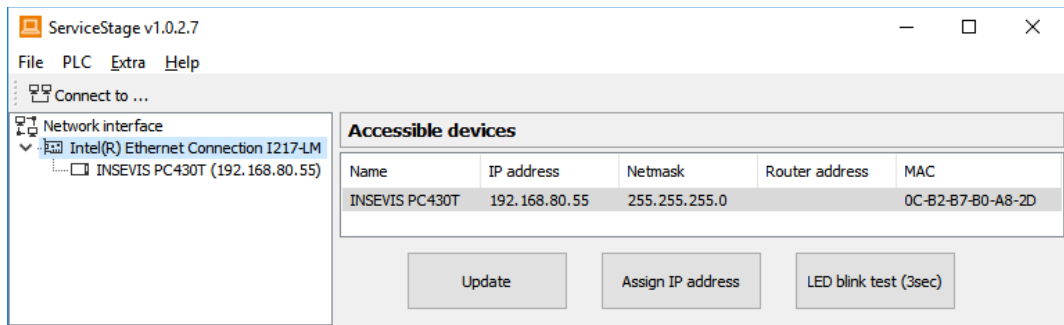 ServiceStage v1.0.2.7
File PLC Extra Help
Connect to ...
Network interface
Intel(R) Ethernet Connection I217-LM
INSEVIS PC430T (192.168.80.55)
Accessible devices
Name IP address Netmask Router address MAC
INSEVIS PC430T 192.168.80.55 255.255.255.0 0C-B2-B7-B0-A8-2D
Update Assign IP address LED blink test (3sec)